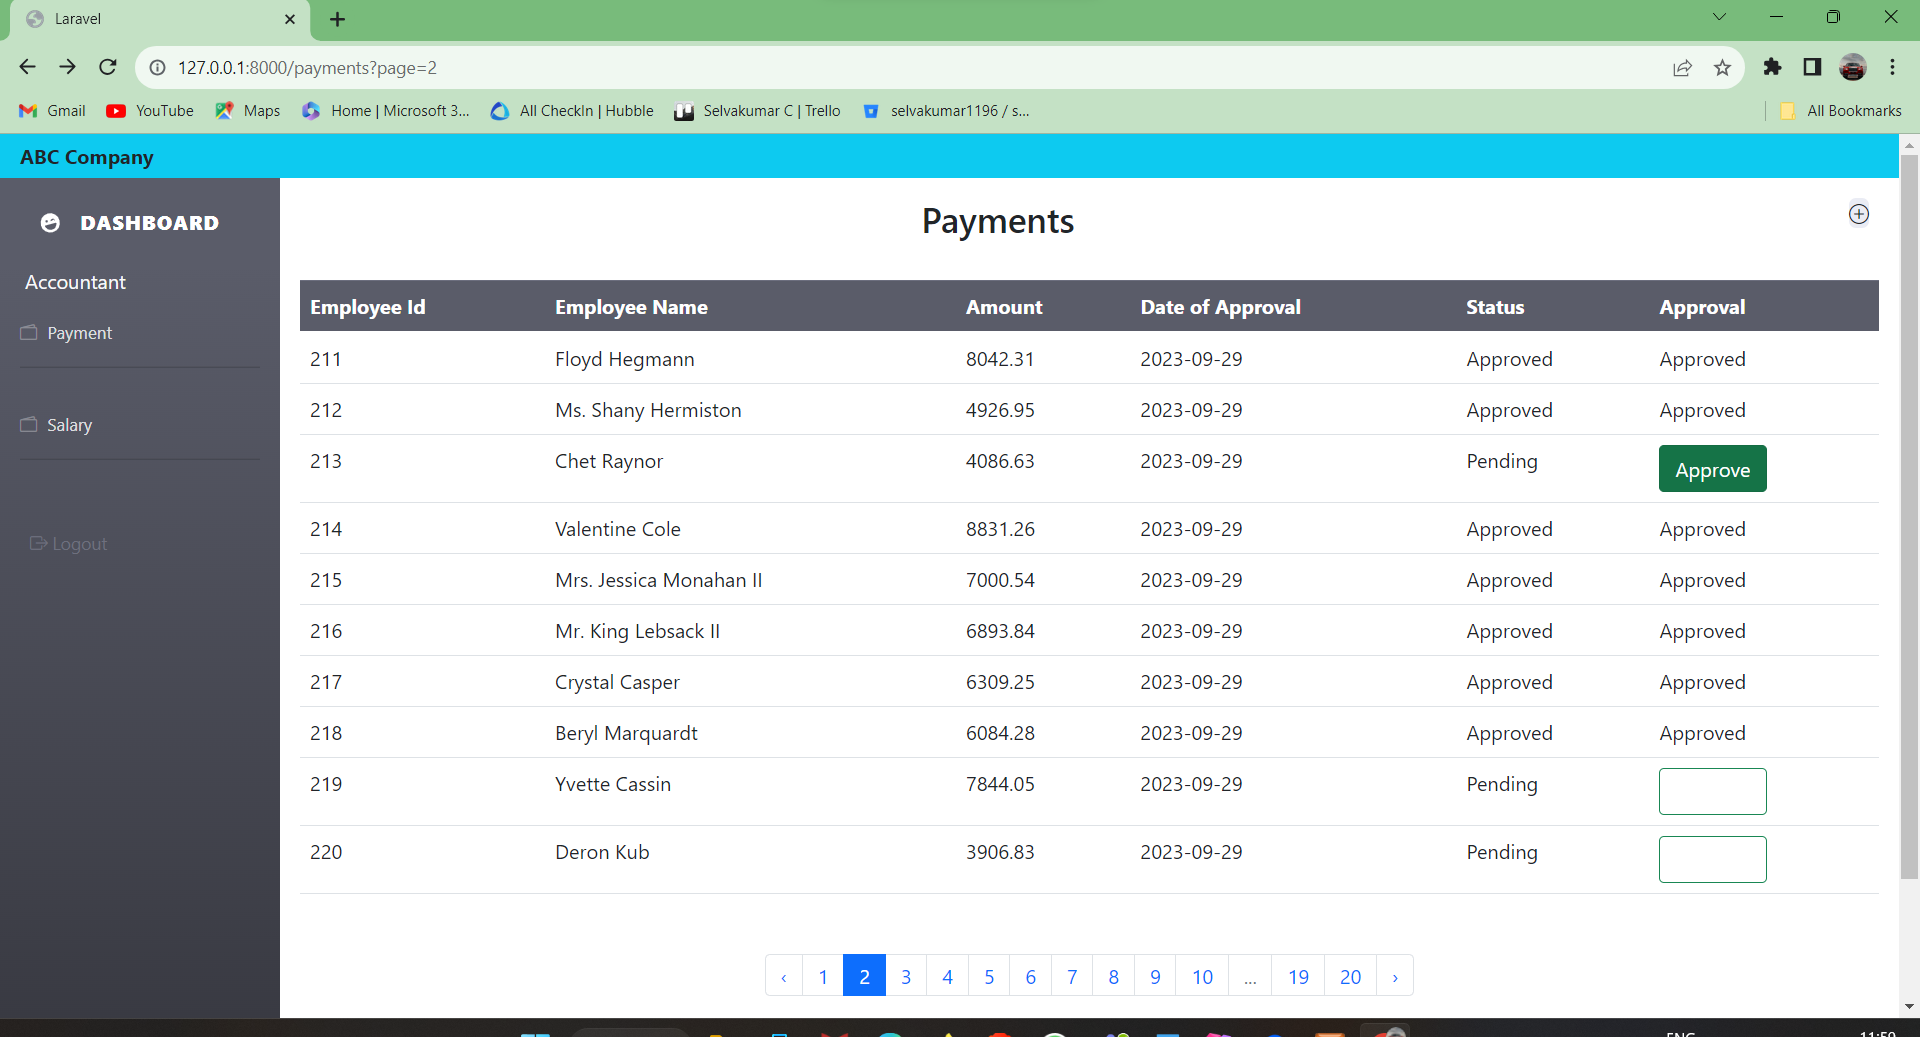 Laravel
127.0.0.1:8000/payments?page=2
Gmail YouTube Maps Home | Microsoft 3... All CheckIn | Hubble Selvakumar C | Trello selvakumar1196 / s... All Bookmarks
ABC Company
DASHBOARD
Accountant
Payment
Salary
Logout
Payments
Employee Id Employee Name Amount Date of Approval Status Approval
211 Floyd Hegmann 8042.31 2023-09-29 Approved Approved
212 Ms. Shany Hermiston 4926.95 2023-09-29 Approved Approved
213 Chet Raynor 4086.63 2023-09-29 Pending Approve
214 Valentine Cole 8831.26 2023-09-29 Approved Approved
215 Mrs. Jessica Monahan II 7000.54 2023-09-29 Approved Approved
216 Mr. King Lebsack II 6893.84 2023-09-29 Approved Approved
217 Crystal Casper 6309.25 2023-09-29 Approved Approved
218 Beryl Marquardt 6084.28 2023-09-29 Approved Approved
219 Yvette Cassin 7844.05 2023-09-29 Pending
220 Deron Kub 3906.83 2023-09-29 Pending
‹ 1 2 3 4 5 6 7 8 9 10 ... 19 20 ›